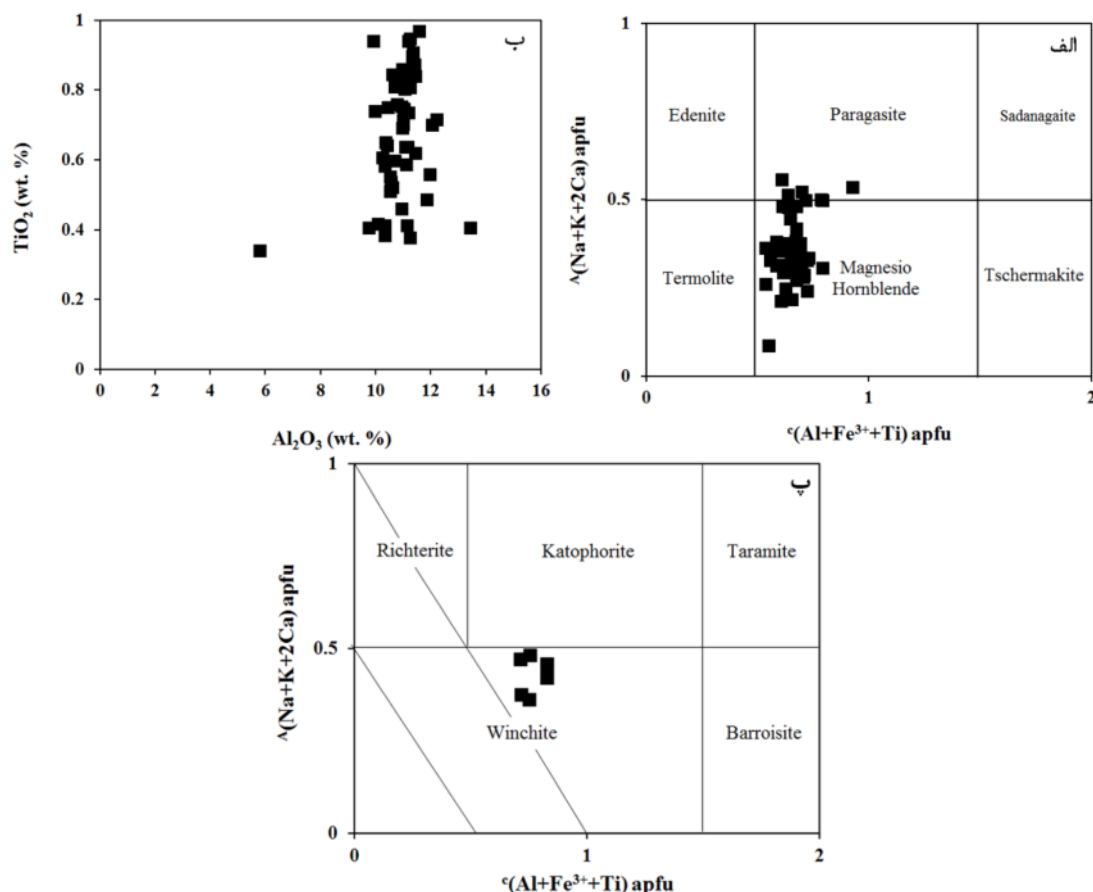 ب
1
0.8
0.6
0.4
0.2
0
0 2 4 6 8 10 12 14 16
TiO₂ (wt. %)
Al₂O₃ (wt. %)
الف
1
0.5
0
0 1 2
Edenite Paragasite Sadanagaite
Termolite Magnesio Tschermakite
Hornblende
ᴬ(Na+K+2Ca) apfu
ᶜ(Al+Fe³⁺+Ti) apfu
پ
1
0.5
0
0 1 2
Richterite Katophorite Taramite
Winchite Barroisite
ᴬ(Na+K+2Ca) apfu
ᶜ(Al+Fe³⁺+Ti) apfu